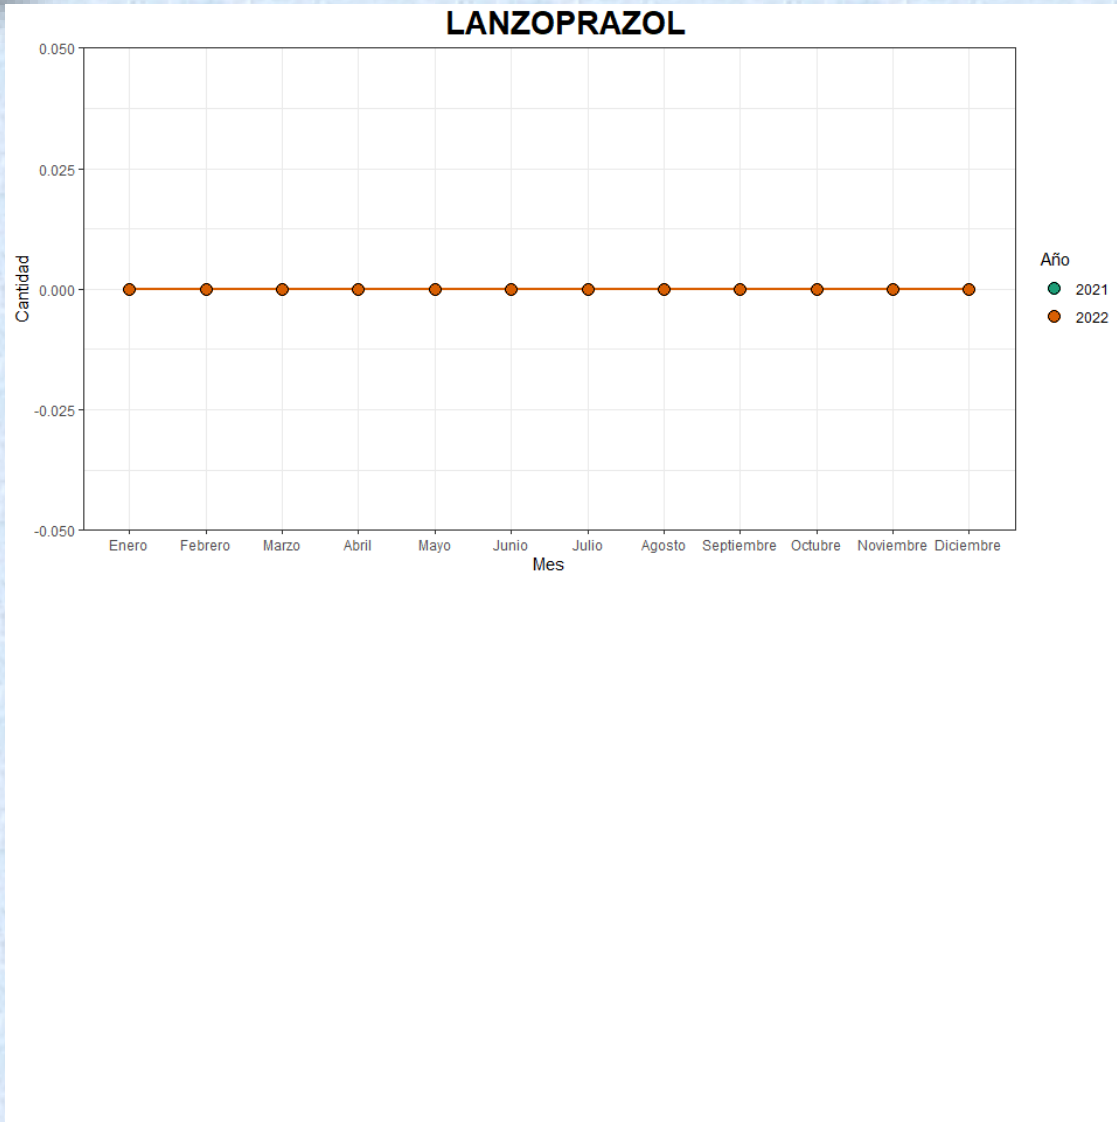 LANZOPRAZOL
0.050
0.025
0.000
-0.025
-0.050
Cantidad
Enero Febrero Marzo Abril Mayo Junio Julio Agosto Septiembre Octubre Noviembre Diciembre
Mes
Año
2021
2022